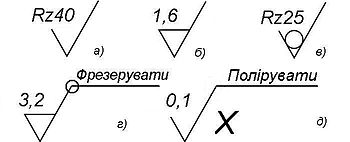 Rz40 1,6 Rz25
а) б) в)
Фрезерувати Полірувати
3,2 0,1
г) X д)